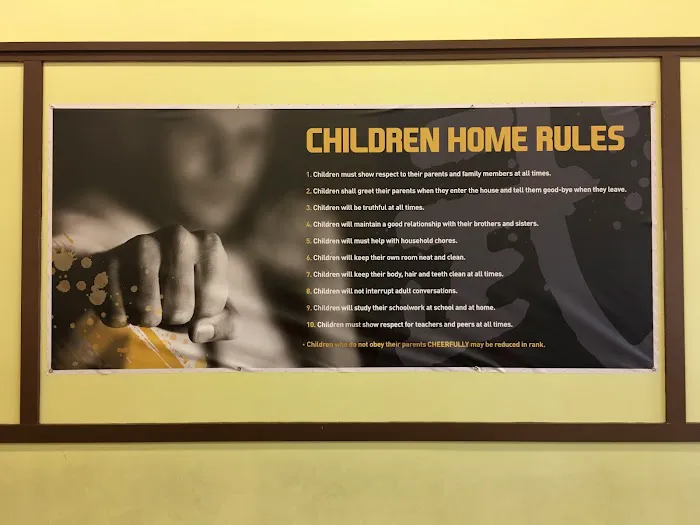 CHILDREN HOME RULES
1. Children must show respect to their parents and family members at all times.
2. Children shall greet their parents when they enter the house and tell them good-bye when they leave.
3. Children will be truthful at all times.
4. Children will maintain a good relationship with their brothers and sisters.
5. Children will must help with household chores.
6. Children will keep their own room neat and clean.
7. Children will keep their body, hair and teeth clean at all times.
8. Children will not interrupt adult conversations.
9. Children will study their schoolwork at school and at home.
10. Children must show respect for teachers and peers at all times.
• Children who do not obey their parents CHEERFULLY may be reduced in rank.